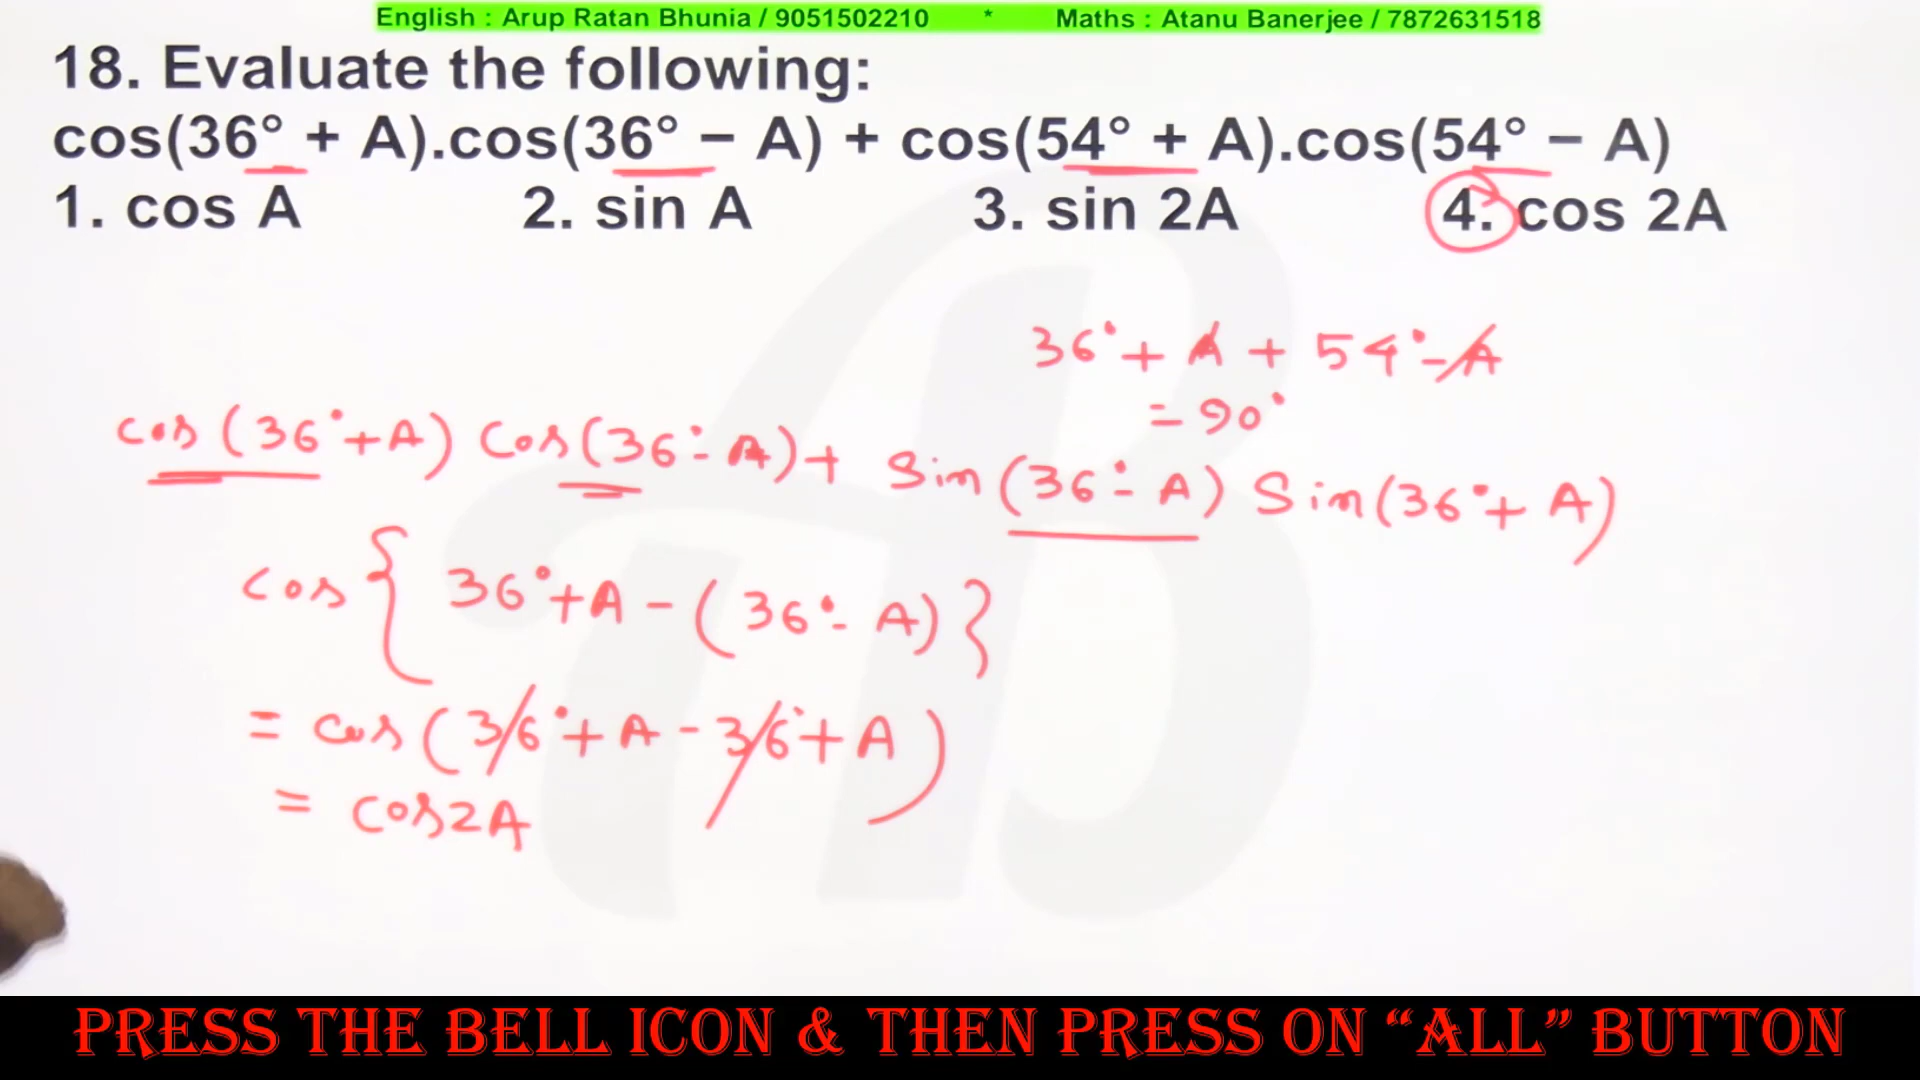 English : Arup Ratan Bhunia / 9051502210 * Maths : Atanu Banerjee / 7872631518
18. Evaluate the following:
cos(36° + A).cos(36° − A) + cos(54° + A).cos(54° − A)
1. cos A 2. sin A 3. sin 2A 4. cos 2A
36° + A + 54° - A
= 90°
cos(36° + A) cos(36° - A) + Sin(36° - A) Sin(36° + A)
cos{ 36° + A - (36° - A)}
= cos(36° + A - 36° + A)
= cos2A
PRESS THE BELL ICON & THEN PRESS ON “ALL” BUTTON